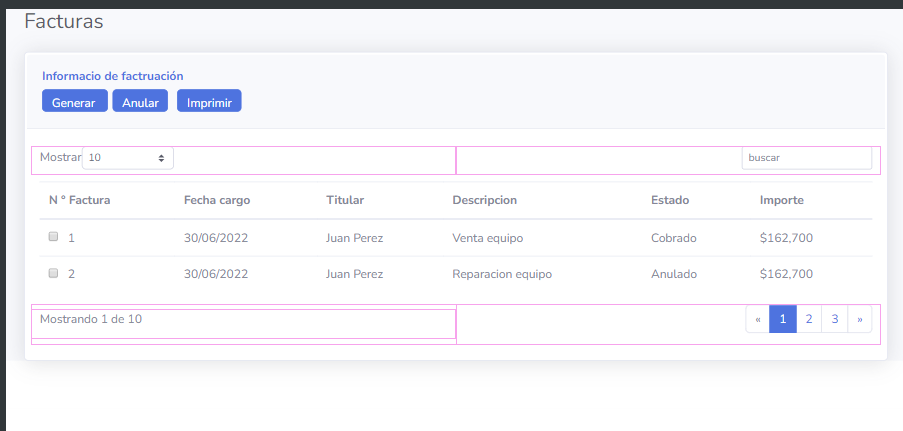 Facturas
Informacio de factruación
Generar Anular Imprimir
Mostrar 10 buscar
N º Factura Fecha cargo Titular Descripcion Estado Importe
1 30/06/2022 Juan Perez Venta equipo Cobrado $162,700
2 30/06/2022 Juan Perez Reparacion equipo Anulado $162,700
Mostrando 1 de 10 « 1 2 3 »